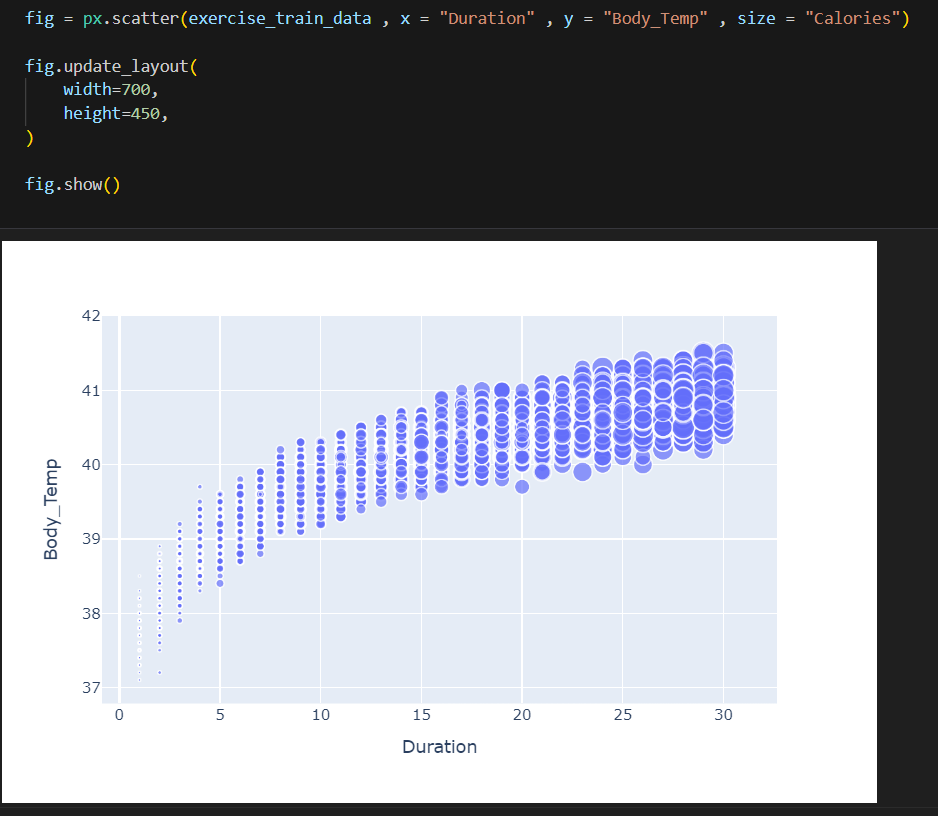 fig = px.scatter(exercise_train_data , x = "Duration" , y = "Body_Temp" , size = "Calories")
fig.update_layout(
    width=700,
    height=450,
)
fig.show()
42
41
40
39
38
37
Body_Temp
0 5 10 15 20 25 30
Duration